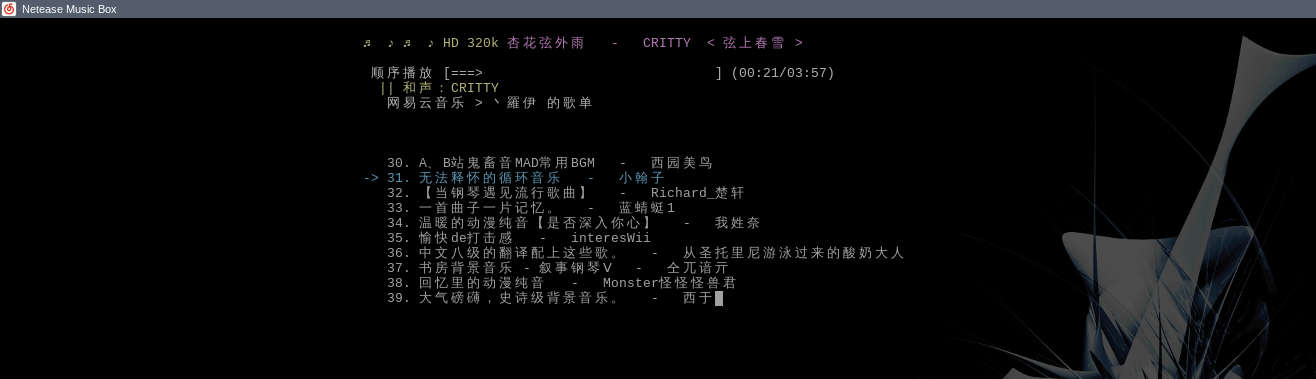 Netease Music Box
♬ ♪ ♬ ♪ HD 320k 杏花弦外雨 - CRITTY < 弦上春雪 >
顺序播放 [===> ] (00:21/03:57)
|| 和声：CRITTY
网易云音乐 > 丶羅伊 的歌单
30. A、B站鬼畜音MAD常用BGM - 西园美鸟
-> 31. 无法释怀的循环音乐 - 小翰子
32. 【当钢琴遇见流行歌曲】 - Richard_楚轩
33. 一首曲子一片记忆。 - 蓝蜻蜓1
34. 温暖的动漫纯音【是否深入你心】 - 我姓奈
35. 愉快de打击感 - interesWii
36. 中文八级的翻译配上这些歌。 - 从圣托里尼游泳过来的酸奶大人
37. 书房背景音乐 - 叙事钢琴Ⅴ - 仝兀谙亓
38. 回忆里的动漫纯音 - Monster怪怪怪兽君
39. 大气磅礴，史诗级背景音乐。 - 西于